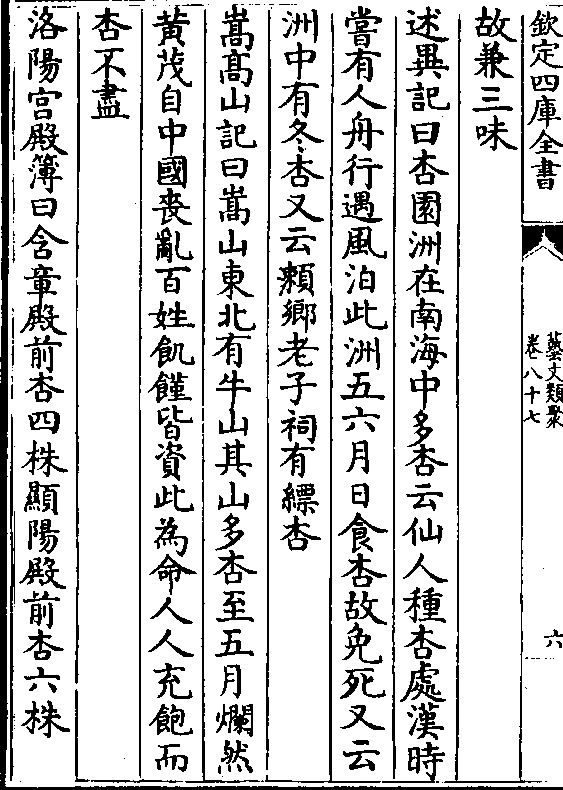 欽定四庫全書
藝文類聚
卷八十七
六
故兼三味
述異記曰杏園洲在南海中多杏云仙人種杏處漢時
嘗有人舟行遇風泊此洲五六月日食杏故免死又云
洲中有冬杏又云頼鄉老子祠有縹杏
嵩髙山記曰嵩山東北有牛山其山多杏至五月爛然
黄茂自中國喪亂百姓飢饉皆資此為命人人充飽而
杏不盡
洛陽宫殿簿曰含章殿前杏四株顯陽殿前杏六株